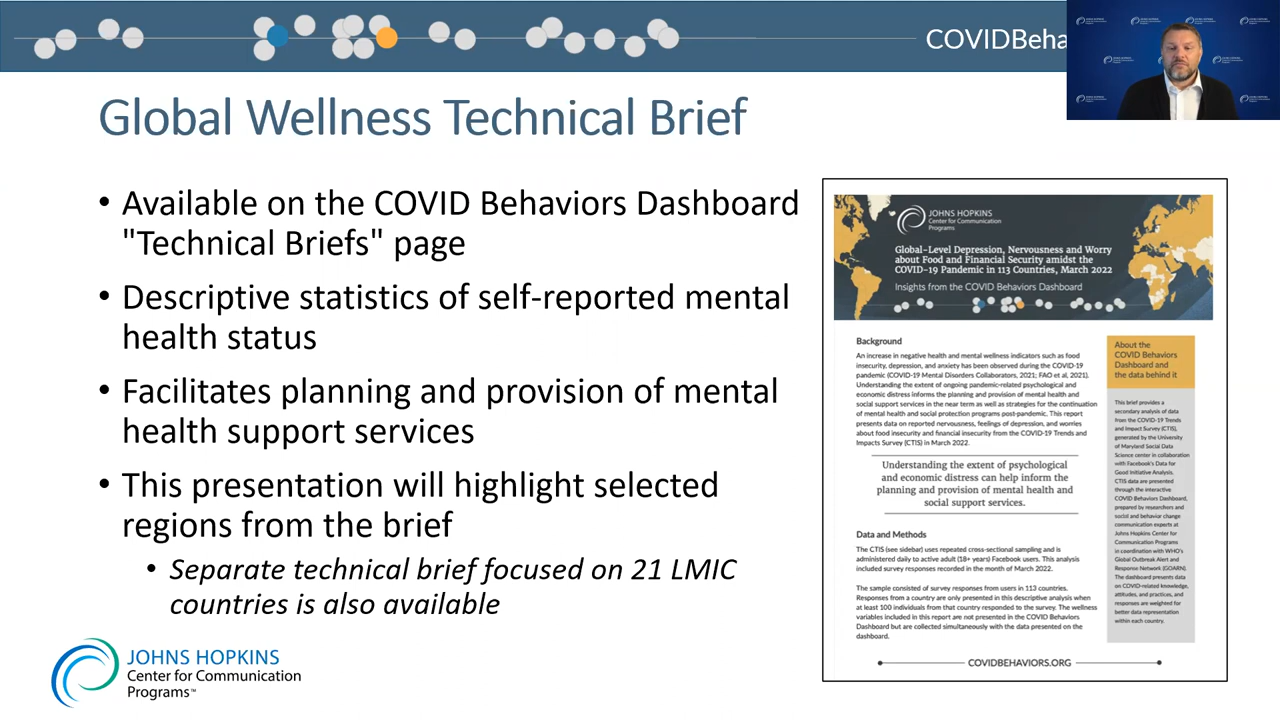 COVIDBeha
Global Wellness Technical Brief
• Available on the COVID Behaviors Dashboard
"Technical Briefs" page
• Descriptive statistics of self-reported mental
health status
• Facilitates planning and provision of mental
health support services
• This presentation will highlight selected
regions from the brief
• Separate technical brief focused on 21 LMIC
countries is also available
JOHNS HOPKINS
Center for Communication
Programs™
JOHNS HOPKINS
Center for Communication
Programs
Global-Level Depression, Nervousness and Worry
about Food and Financial Security amidst the
COVID-19 Pandemic in 113 Countries, March 2022
Insights from the COVID Behaviors Dashboard
Background
An increase in negative health and mental wellness indicators such as food
insecurity, depression, and anxiety has been observed during the COVID-19
pandemic (COVID-19 Mental Disorders Collaborators, 2021; FAO et al, 2021).
Understanding the extent of ongoing pandemic-related psychological and
economic distress informs the planning and provision of mental health and
social support services in the near term as well as strategies for the continuation
of mental health and social protection programs post-pandemic. This report
presents data on reported nervousness, feelings of depression, and worries
about food insecurity and financial insecurity from the COVID-19 Trends and
Impacts Survey (CTIS) in March 2022.
Understanding the extent of psychological
and economic distress can help inform the
planning and provision of mental health and
social support services.
Data and Methods
The CTIS (see sidebar) uses repeated cross-sectional sampling and is
administered daily to active adult (18+ years) Facebook users. This analysis
included survey responses recorded in the month of March 2022.
The sample consisted of survey responses from users in 113 countries.
Responses from a country are only presented in this descriptive analysis when
at least 100 individuals from that country responded to the survey. The wellness
variables included in this report are not presented in the COVID Behaviors
Dashboard but are collected simultaneously with the data presented on the
dashboard.
About the
COVID Behaviors
Dashboard and
the data behind it
This brief provides a
secondary analysis of data
from the COVID-19 Trends
and Impact Survey (CTIS),
generated by the University
of Maryland Social Data
Science center in collaboration
with Facebook's Data for
Good Initiative Analysis.
CTIS data are presented
through the interactive
COVID Behaviors Dashboard,
prepared by researchers and
social and behavior change
communication experts at
Johns Hopkins Center for
Communication Programs
in coordination with WHO's
Global Outbreak Alert and
Response Network (GOARN).
The dashboard presents data
on COVID-related knowledge,
attitudes, and practices, and
responses are weighted for
better data representation
within each country.
COVIDBEHAVIORS.ORG